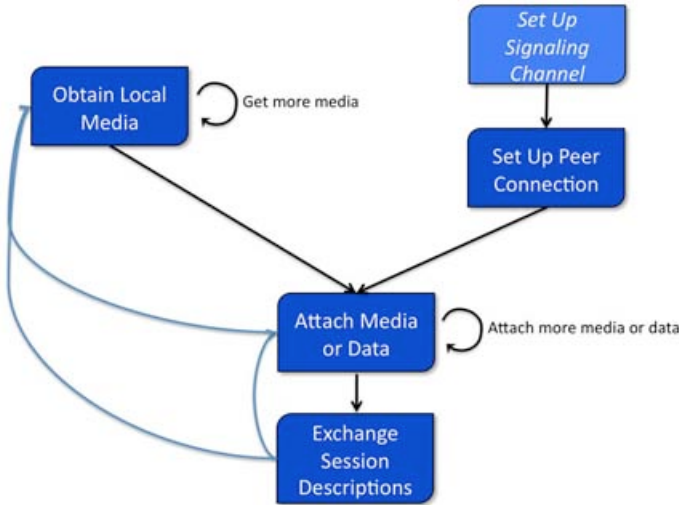 Set Up
Signaling
Channel
Obtain Local
Media
Get more media
Set Up Peer
Connection
Attach Media
or Data
Attach more media or data
Exchange
Session
Descriptions